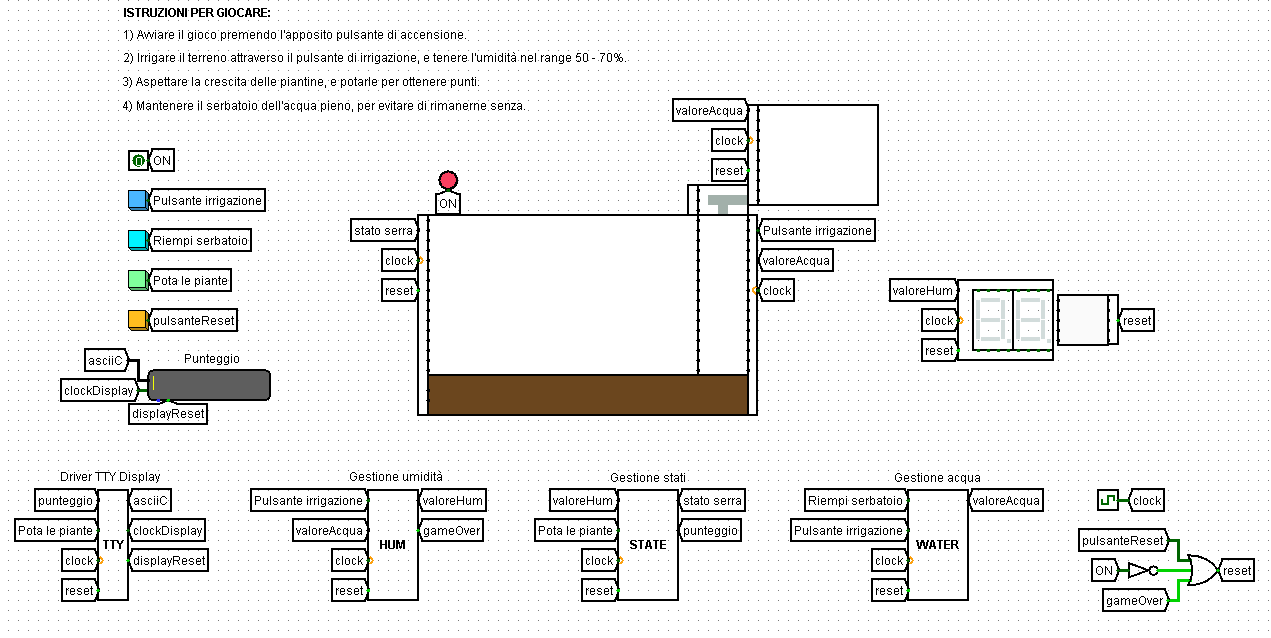 ISTRUZIONI PER GIOCARE:
1) Avviare il gioco premendo l'apposito pulsante di accensione.
2) Irrigare il terreno attraverso il pulsante di irrigazione, e tenere l'umidità nel range 50 - 70%.
3) Aspettare la crescita delle piantine, e potarle per ottenere punti.
4) Mantenere il serbatoio dell'acqua pieno, per evitare di rimanerne senza.
valoreAcqua
clock
reset
ON
Pulsante irrigazione
Riempi serbatoio
Pota le piante
pulsanteReset
ON
stato serra
clock
reset
Pulsante irrigazione
valoreAcqua
clock
valoreHum
clock
reset
reset
Punteggio
asciiC
clockDisplay
displayReset
Driver TTY Display
punteggio
Pota le piante
clock
reset
TTY
asciiC
clockDisplay
displayReset
Gestione umidità
Pulsante irrigazione
valoreAcqua
clock
reset
HUM
valoreHum
gameOver
Gestione stati
valoreHum
Pota le piante
clock
reset
STATE
stato serra
punteggio
Gestione acqua
Riempi serbatoio
Pulsante irrigazione
clock
reset
WATER
valoreAcqua
clock
pulsanteReset
ON
gameOver
reset